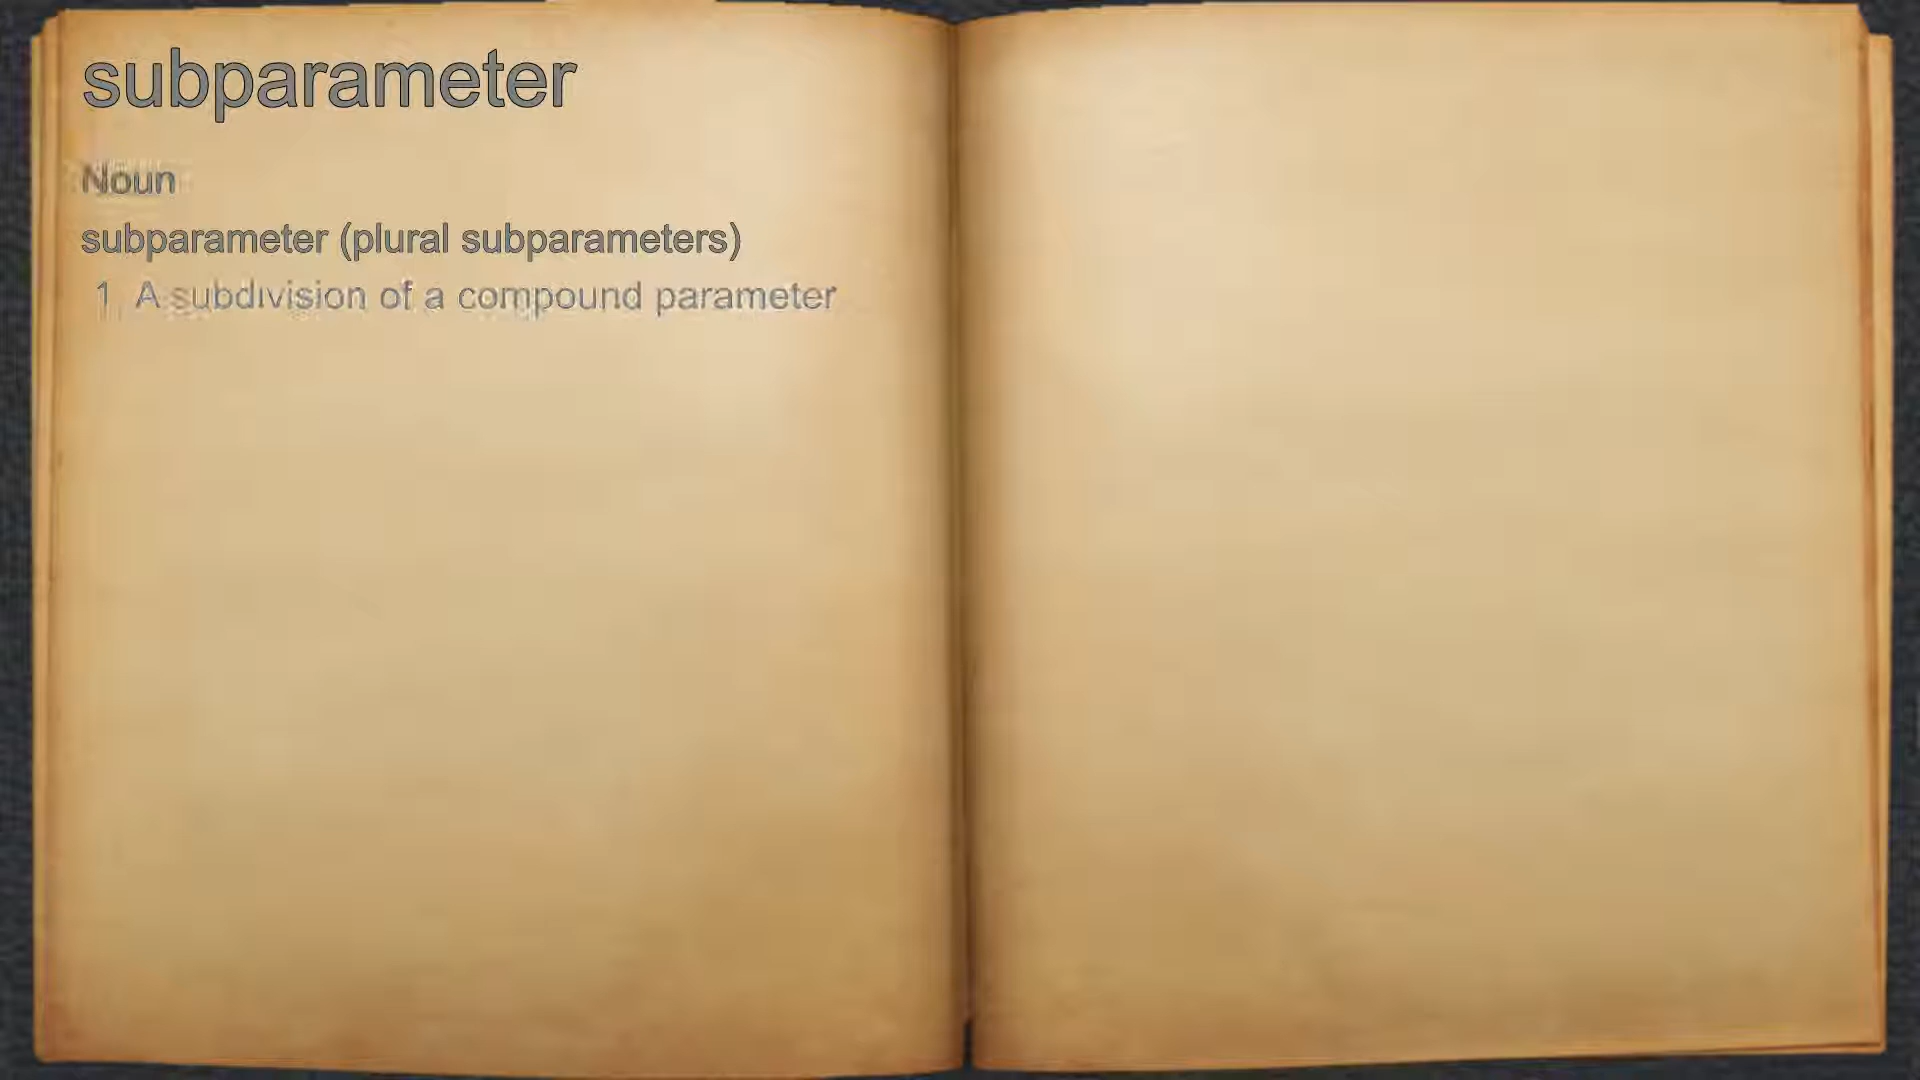 subparameter
Noun
subparameter (plural subparameters)
1. A subdivision of a compound parameter